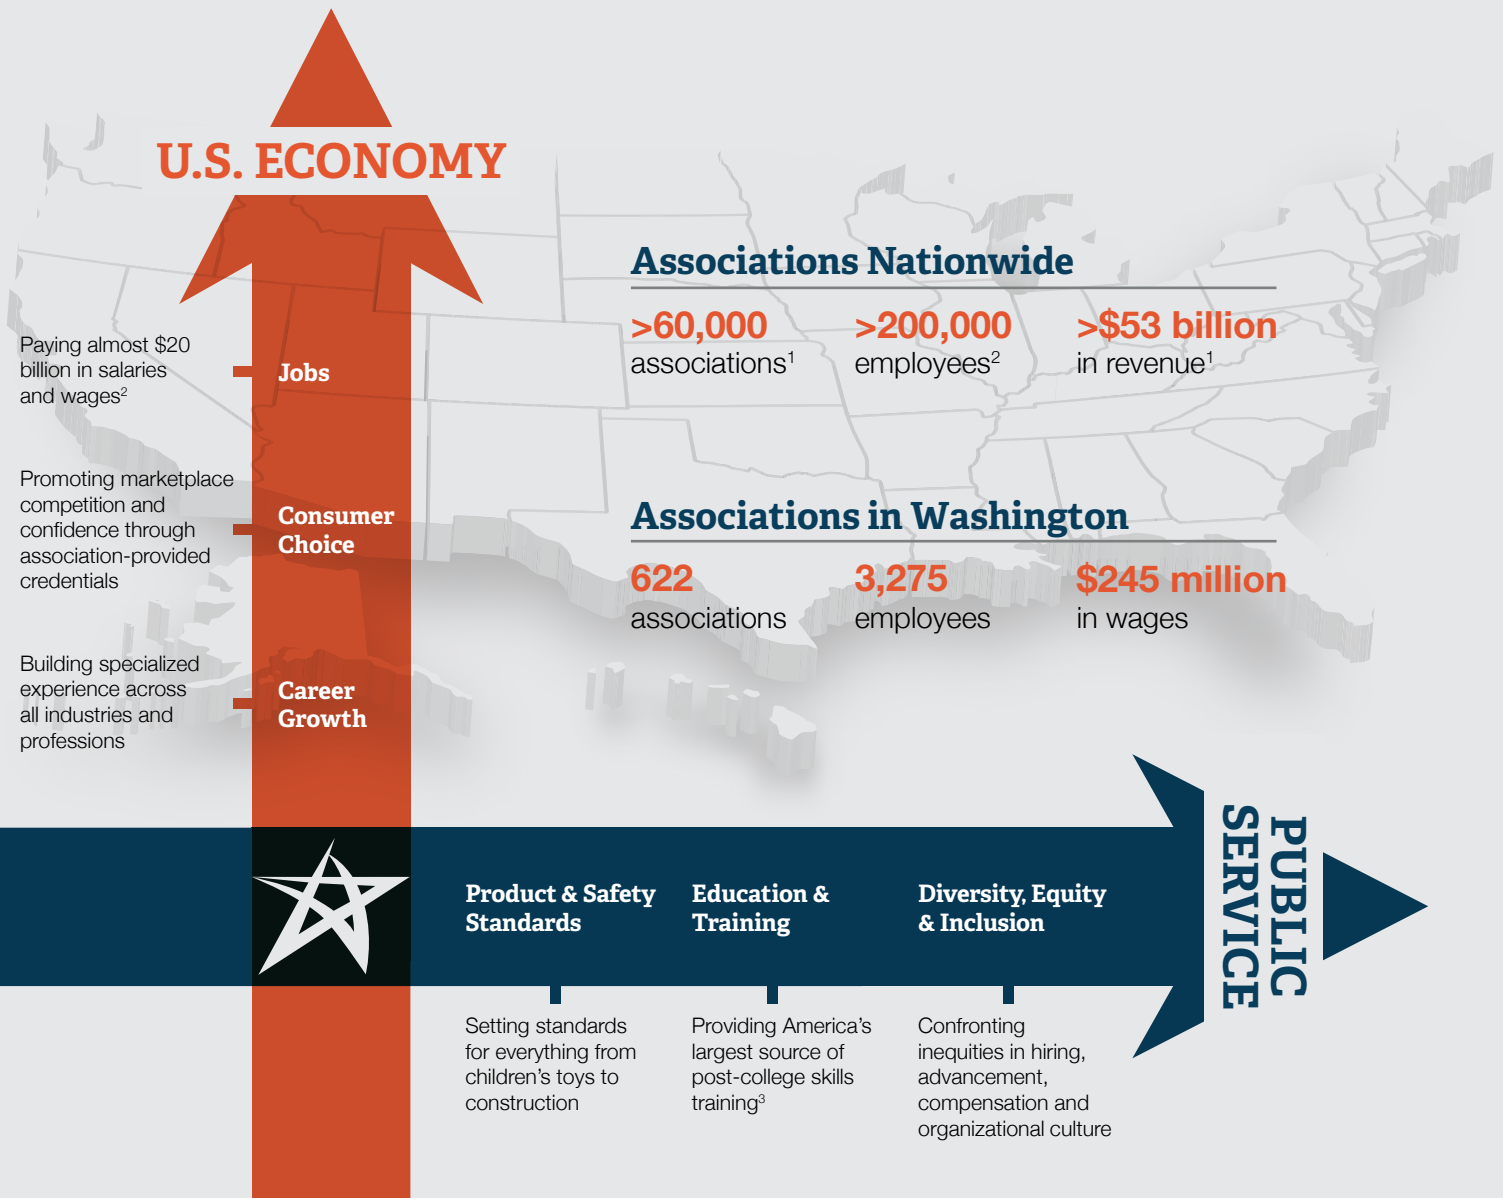 U.S. ECONOMY
Paying almost $20
billion in salaries
and wages²
Jobs
Promoting marketplace
competition and
confidence through
association-provided
credentials
Consumer
Choice
Building specialized
experience across
all industries and
professions
Career
Growth
Associations Nationwide
>60,000
associations¹
>200,000
employees²
>$53 billion
in revenue¹
Associations in Washington
622
associations
3,275
employees
$245 million
in wages
PUBLIC
SERVICE
Product & Safety
Standards
Setting standards
for everything from
children’s toys to
construction
Education &
Training
Providing America’s
largest source of
post-college skills
training³
Diversity, Equity
& Inclusion
Confronting
inequities in hiring,
advancement,
compensation and
organizational culture